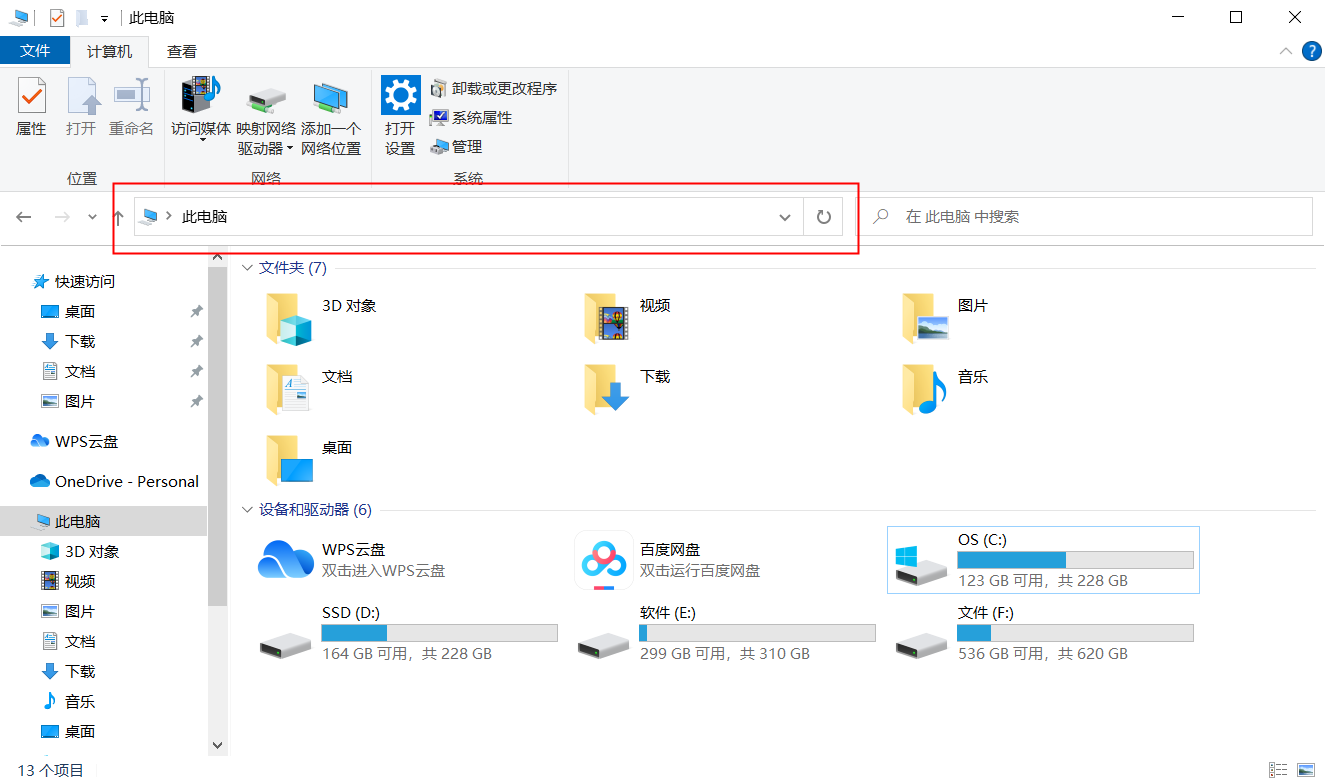 此电脑
文件
计算机
查看
属性
打开
重命名
访问媒体
映射网络
驱动器
添加一个
网络位置
打开
设置
卸载或更改程序
系统属性
管理
位置
网络
系统
此电脑
在 此电脑 中搜索
快速访问
桌面
下载
文档
图片
WPS云盘
OneDrive - Personal
此电脑
3D 对象
视频
图片
文档
下载
音乐
桌面
文件夹 (7)
3D 对象
视频
图片
文档
下载
音乐
桌面
设备和驱动器 (6)
WPS云盘
双击进入WPS云盘
百度网盘
双击运行百度网盘
OS (C:)
123 GB 可用，共 228 GB
SSD (D:)
164 GB 可用，共 228 GB
软件 (E:)
299 GB 可用，共 310 GB
文件 (F:)
536 GB 可用，共 620 GB
13 个项目